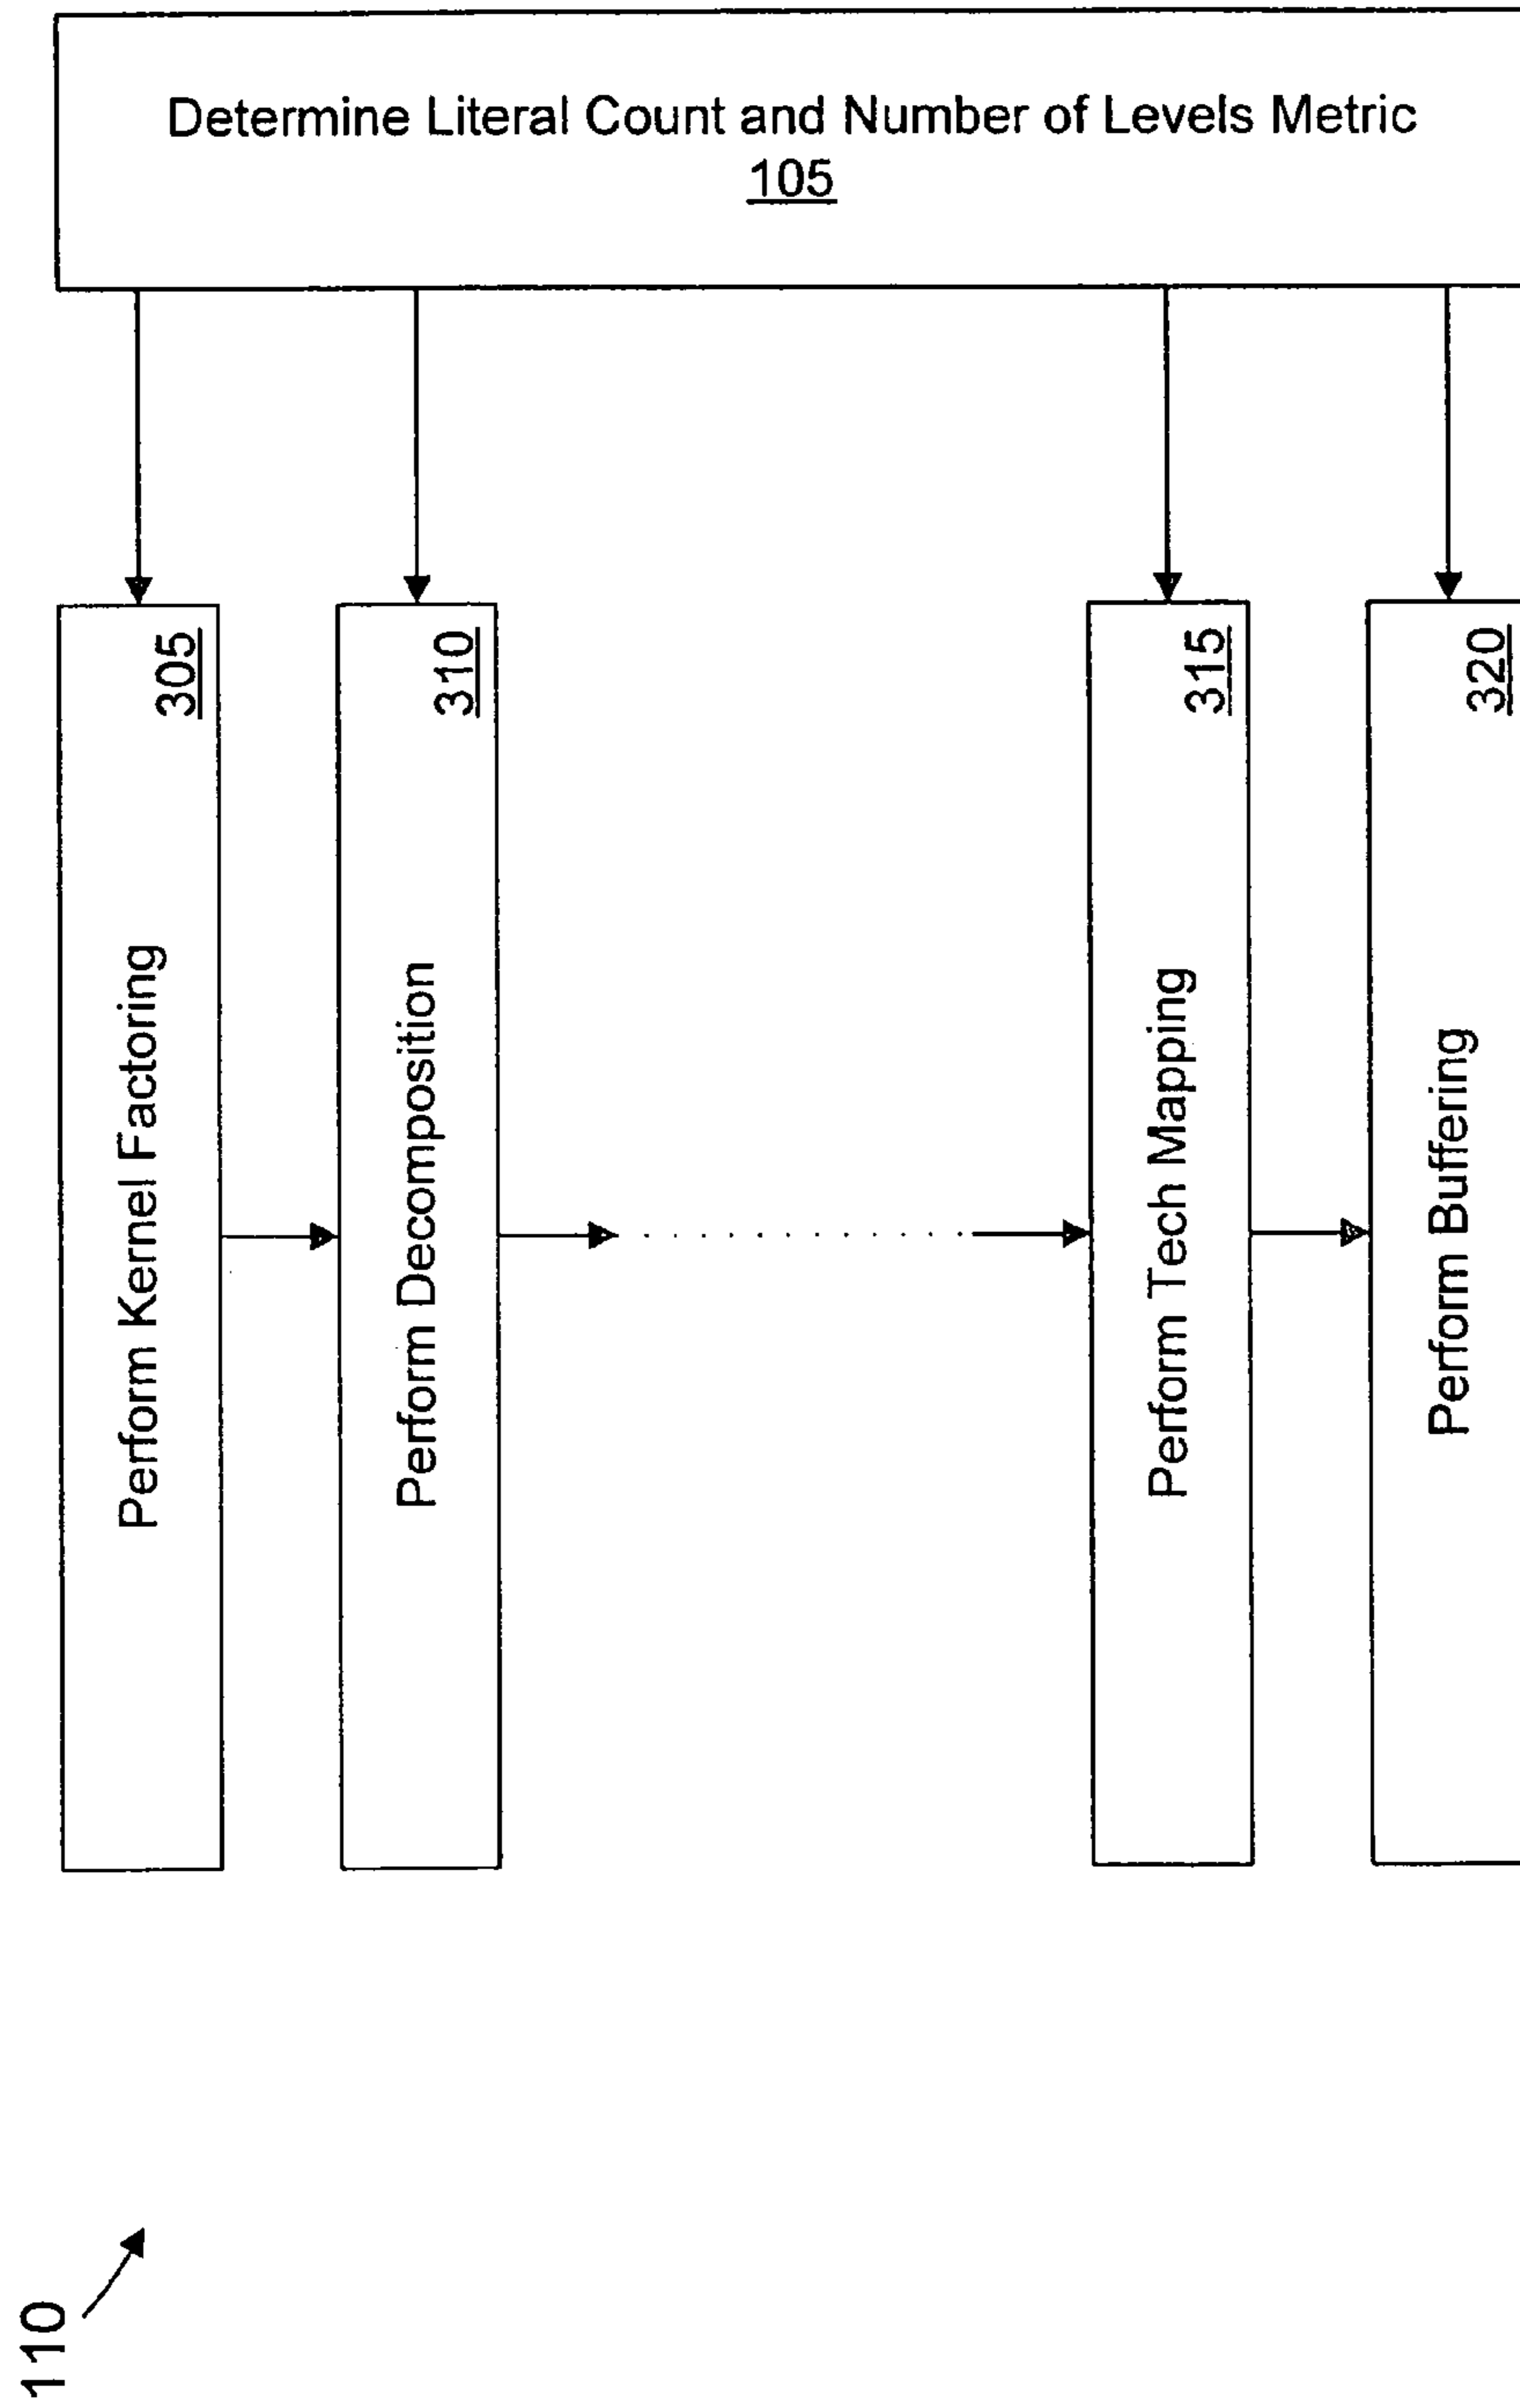 110
Perform Kernel Factoring
305
Perform Decomposition
310
Perform Tech Mapping
315
Perform Buffering
320
Determine Literal Count and Number of Levels Metric
105